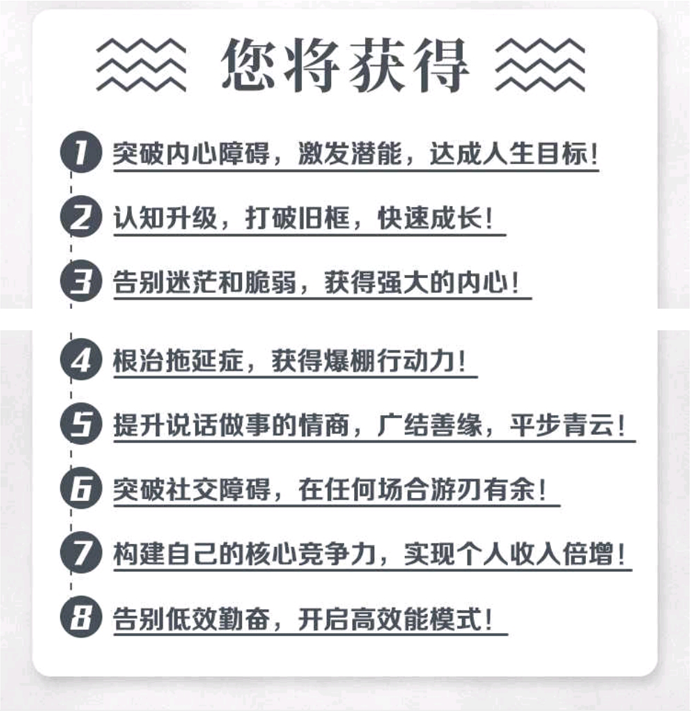 您将获得
1 突破内心障碍，激发潜能，达成人生目标！
2 认知升级，打破旧框，快速成长！
3 告别迷茫和脆弱，获得强大的内心！
4 根治拖延症，获得爆棚行动力！
5 提升说话做事的情商，广结善缘，平步青云！
6 突破社交障碍，在任何场合游刃有余！
7 构建自己的核心竞争力，实现个人收入倍增！
8 告别低效勤奋，开启高效能模式！